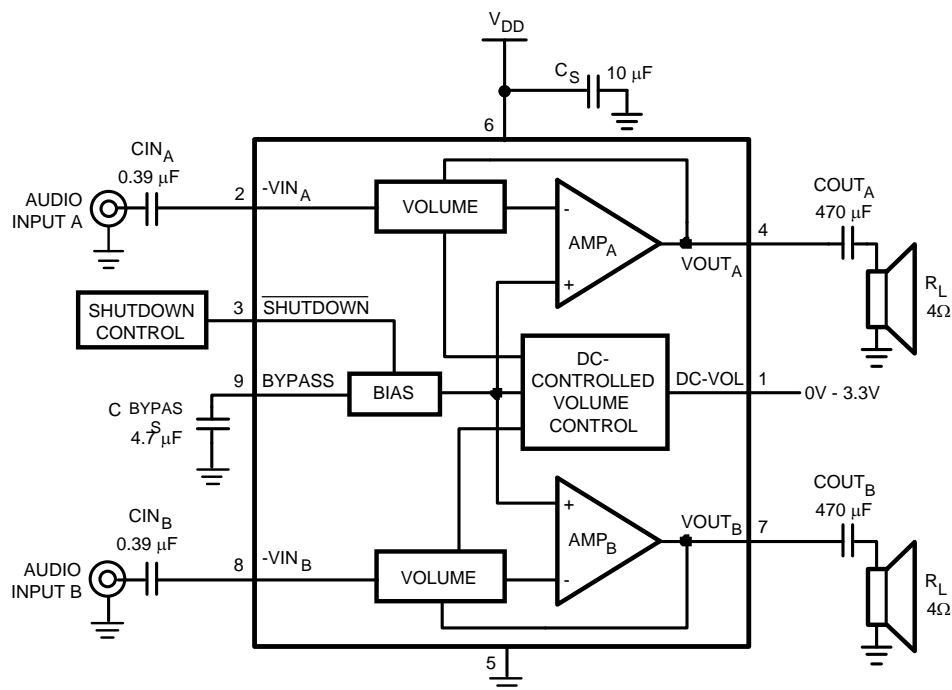 VDD
CS 10 µF
6
CINA
0.39 µF
AUDIO
INPUT A
2
-VINA
VOLUME
-
AMPA
+
VOUTA
4
COUTA
470 µF
RL
4Ω
SHUTDOWN
CONTROL
3
SHUTDOWN
9
BYPASS
BIAS
C BYPAS
S
4.7 µF
DC-
CONTROLLED
VOLUME
CONTROL
DC-VOL
1
0V - 3.3V
CINB
0.39 µF
AUDIO
INPUT B
8
-VINB
VOLUME
+
AMPB
-
VOUTB
7
COUTB
470 µF
RL
4Ω
5